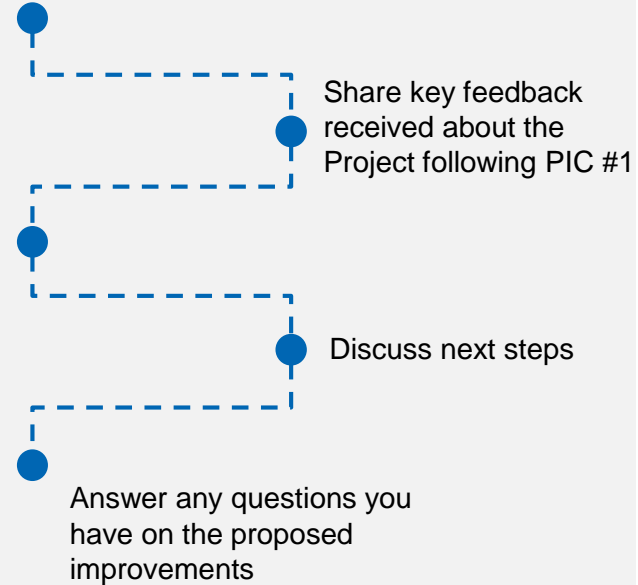 Share key feedback
received about the
Project following PIC #1
Discuss next steps
Answer any questions you
have on the proposed
improvements